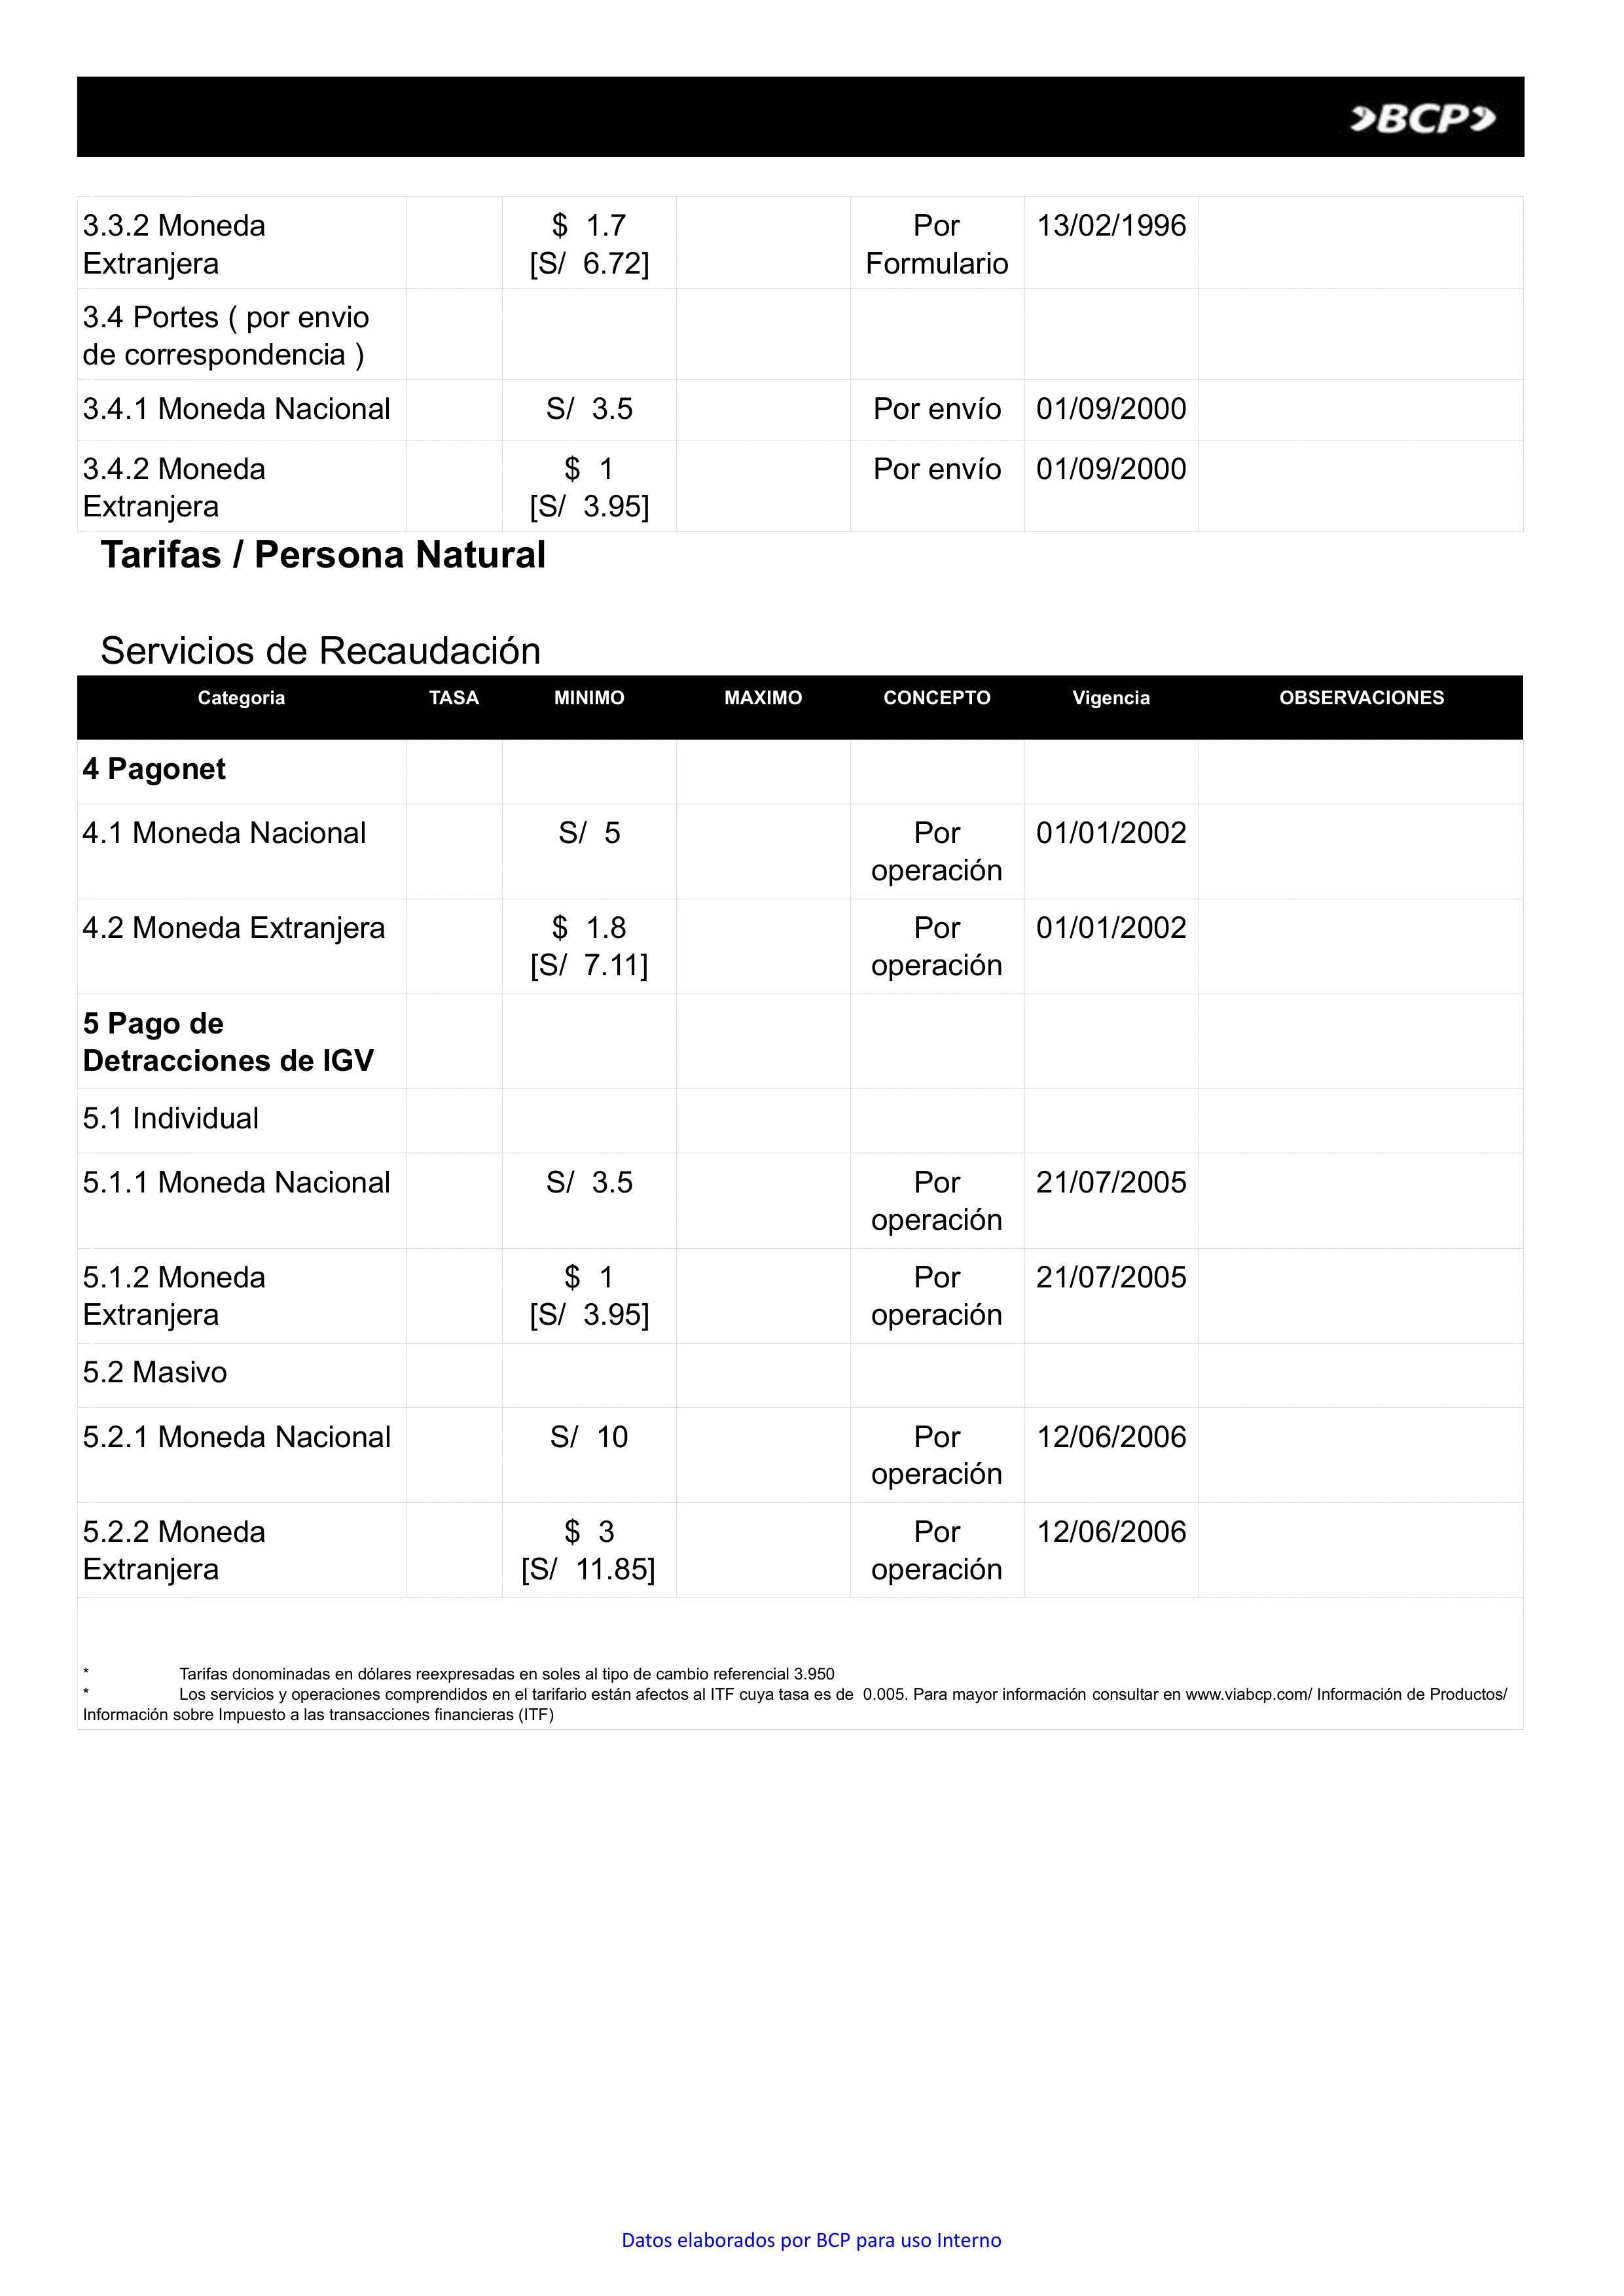 BCP
3.3.2 Moneda Extranjera $ 1.7 [S/ 6.72] Por Formulario 13/02/1996
3.4 Portes ( por envio de correspondencia )
3.4.1 Moneda Nacional S/ 3.5 Por envío 01/09/2000
3.4.2 Moneda Extranjera $ 1 [S/ 3.95] Por envío 01/09/2000
Tarifas / Persona Natural
Servicios de Recaudación
Categoria TASA MINIMO MAXIMO CONCEPTO Vigencia OBSERVACIONES
4 Pagonet
4.1 Moneda Nacional S/ 5 Por operación 01/01/2002
4.2 Moneda Extranjera $ 1.8 [S/ 7.11] Por operación 01/01/2002
5 Pago de Detracciones de IGV
5.1 Individual
5.1.1 Moneda Nacional S/ 3.5 Por operación 21/07/2005
5.1.2 Moneda Extranjera $ 1 [S/ 3.95] Por operación 21/07/2005
5.2 Masivo
5.2.1 Moneda Nacional S/ 10 Por operación 12/06/2006
5.2.2 Moneda Extranjera $ 3 [S/ 11.85] Por operación 12/06/2006
* Tarifas donominadas en dólares reexpresadas en soles al tipo de cambio referencial 3.950
* Los servicios y operaciones comprendidos en el tarifario están afectos al ITF cuya tasa es de 0.005. Para mayor información consultar en www.viabcp.com/ Información de Productos/
Información sobre Impuesto a las transacciones financieras (ITF)
Datos elaborados por BCP para uso Interno